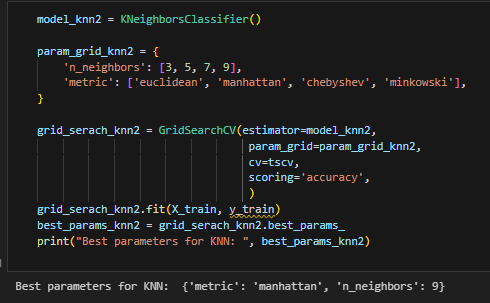 model_knn2 = KNeighborsClassifier()
param_grid_knn2 = {
'n_neighbors': [3, 5, 7, 9],
'metric': ['euclidean', 'manhattan', 'chebyshev', 'minkowski'],
}
grid_serach_knn2 = GridSearchCV(estimator=model_knn2,
param_grid=param_grid_knn2,
cv=tscv,
scoring='accuracy',
)
grid_serach_knn2.fit(X_train, y_train)
best_params_knn2 = grid_serach_knn2.best_params_
print("Best parameters for KNN: ", best_params_knn2)
Best parameters for KNN:  {'metric': 'manhattan', 'n_neighbors': 9}